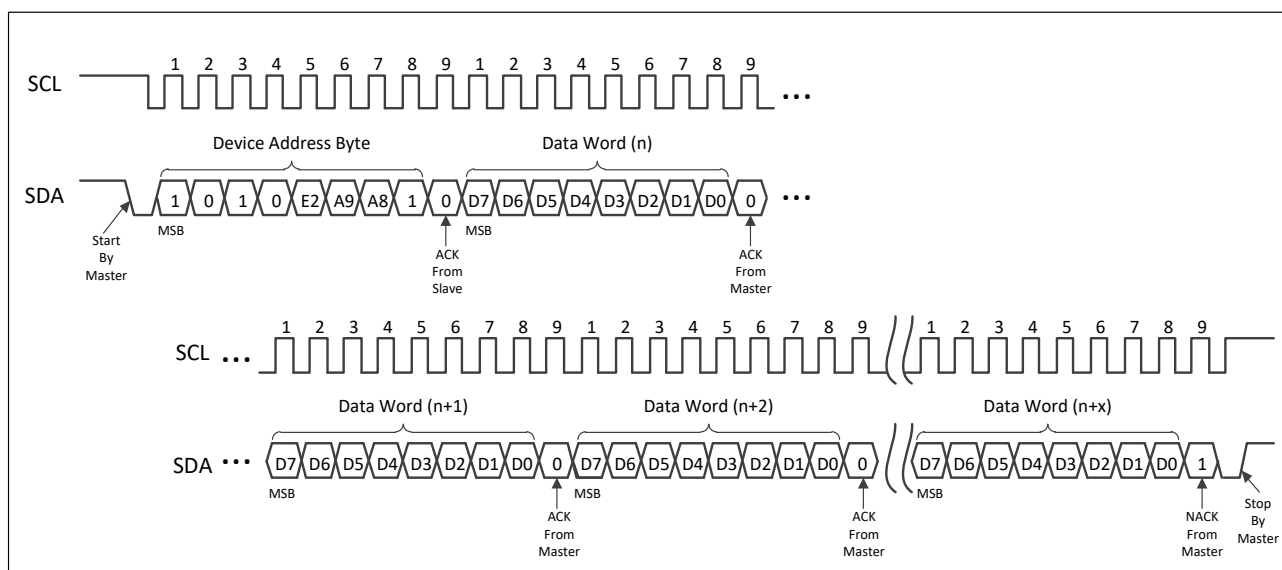 1 2 3 4 5 6 7 8 9 1 2 3 4 5 6 7 8 9
SCL
Device Address Byte Data Word (n)
SDA 1 0 1 0 E2 A9 A8 1 0 D7 D6 D5 D4 D3 D2 D1 D0 0
MSB MSB
Start
By
Master
ACK
From
Slave
ACK
From
Master
1 2 3 4 5 6 7 8 9 1 2 3 4 5 6 7 8 9 1 2 3 4 5 6 7 8 9
SCL
Data Word (n+1) Data Word (n+2) Data Word (n+x)
SDA D7 D6 D5 D4 D3 D2 D1 D0 0 D7 D6 D5 D4 D3 D2 D1 D0 0 D7 D6 D5 D4 D3 D2 D1 D0 1
MSB MSB MSB
ACK
From
Master
ACK
From
Master
NACK
From
Master
Stop
By
Master